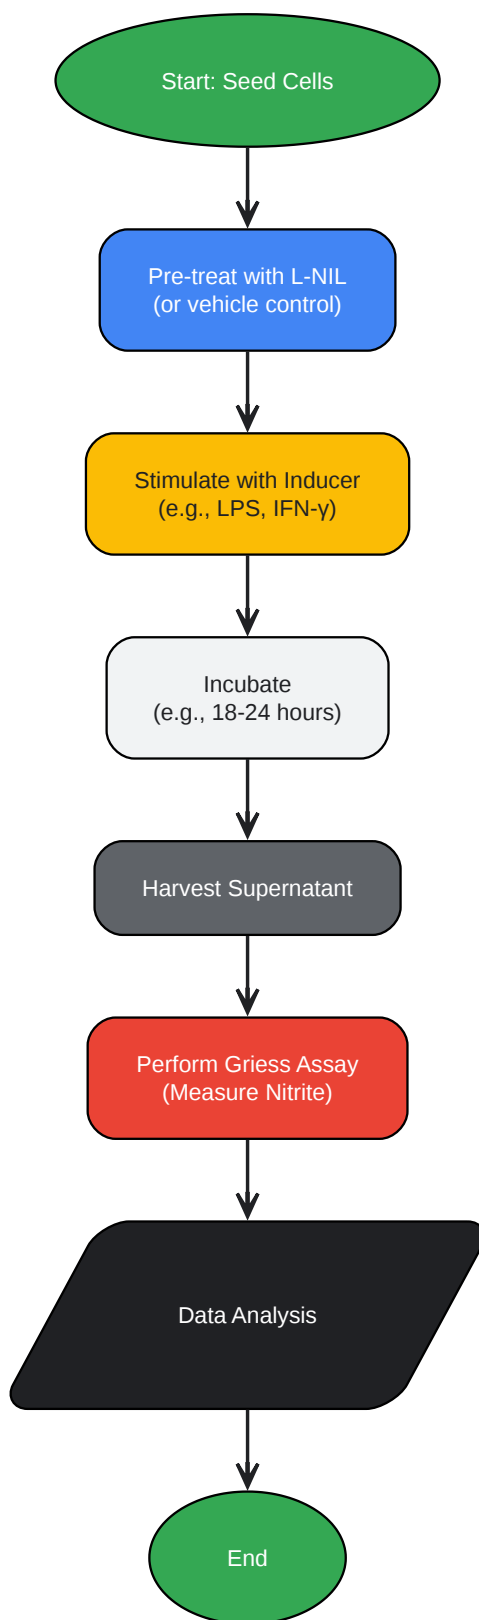 Start: Seed Cells
Pre-treat with L-NIL
(or vehicle control)
Stimulate with Inducer
(e.g., LPS, IFN-γ)
Incubate
(e.g., 18-24 hours)
Harvest Supernatant
Perform Griess Assay
(Measure Nitrite)
Data Analysis
End